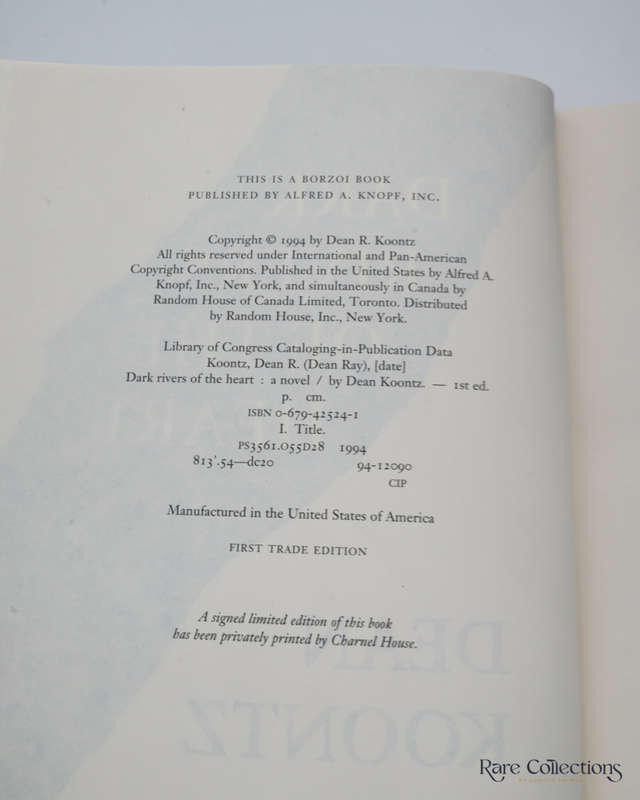 THIS IS A BORZOI BOOK
PUBLISHED BY ALFRED A. KNOPF, INC.
Copyright © 1994 by Dean R. Koontz
All rights reserved under International and Pan-American
Copyright Conventions. Published in the United States by Alfred A.
Knopf, Inc., New York, and simultaneously in Canada by
Random House of Canada Limited, Toronto. Distributed
by Random House, Inc., New York.
Library of Congress Cataloging-in-Publication Data
Koontz, Dean R. (Dean Ray), [date]
Dark rivers of the heart : a novel / by Dean Koontz. — 1st ed.
p. cm.
ISBN 0-679-42524-1
I. Title.
PS3561.O55D28 1994
813'.54—dc20 94-12090
CIP
Manufactured in the United States of America
FIRST TRADE EDITION
A signed limited edition of this book
has been privately printed by Charnel House.
DEAN
KOONTZ
Rare Collections